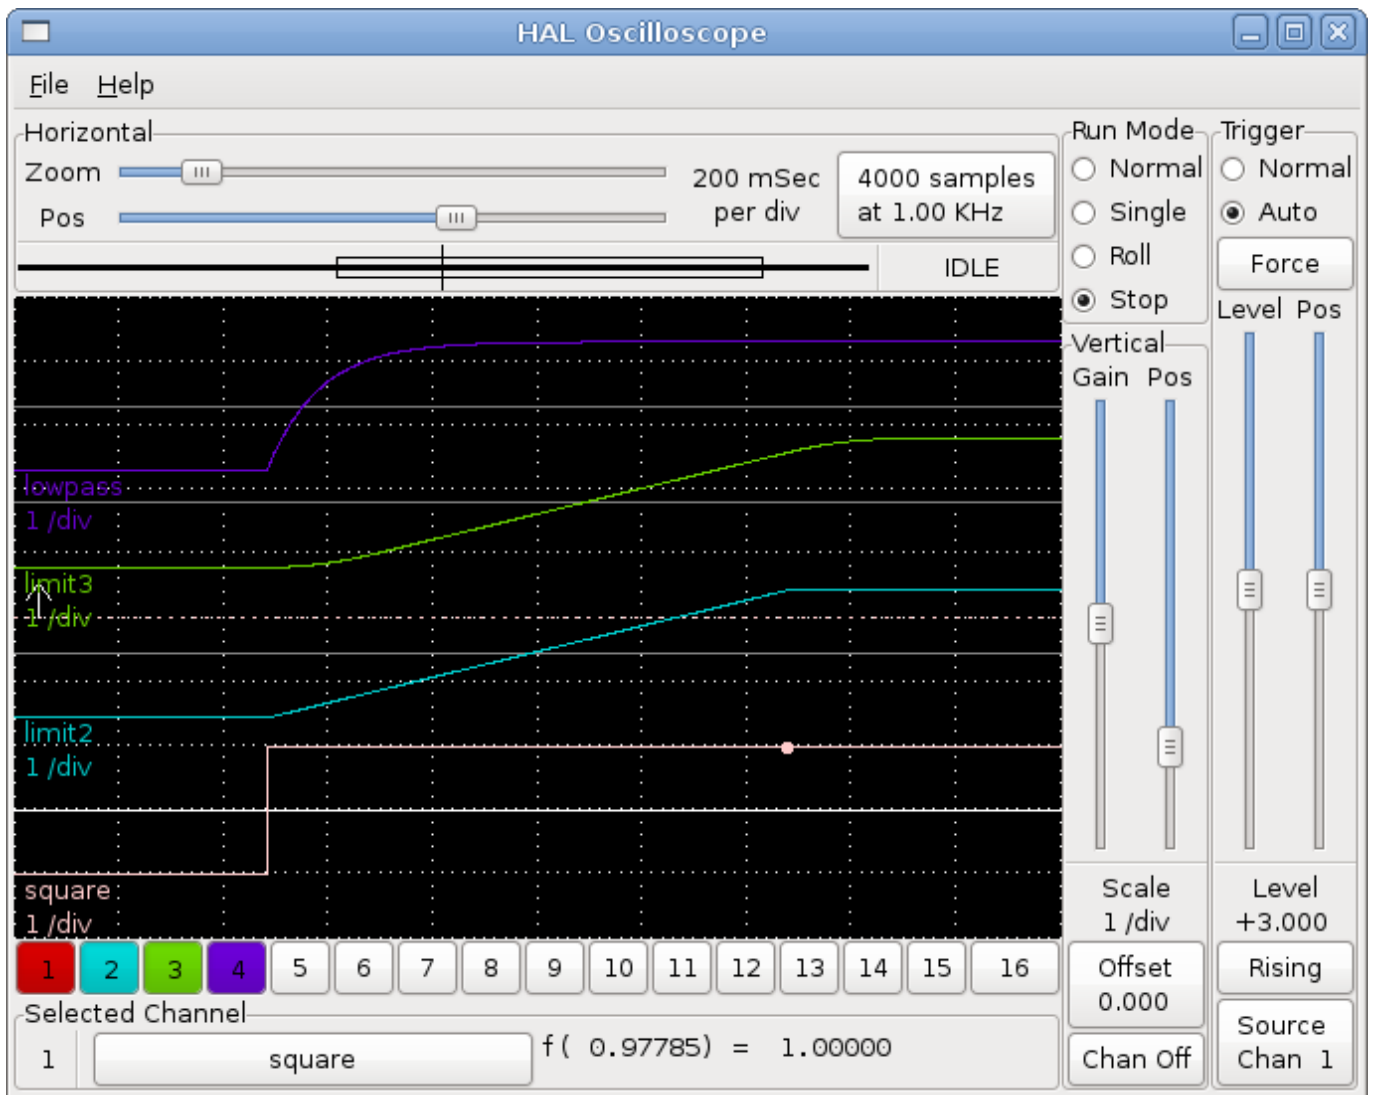 HAL Oscilloscope
File Help
Horizontal
Zoom
Pos
200 mSec
per div
4000 samples
at 1.00 KHz
IDLE
Run Mode
Normal
Single
Roll
Stop
Trigger
Normal
Auto
Force
Level Pos
Vertical
Gain Pos
lowpass
1 /div
limit3
1 /div
limit2
1 /div
square
1 /div
Scale
1 /div
Level
+3.000
1 2 3 4 5 6 7 8 9 10 11 12 13 14 15 16
Offset
0.000
Rising
Selected Channel
1 square f( 0.97785) = 1.00000
Chan Off
Source
Chan 1